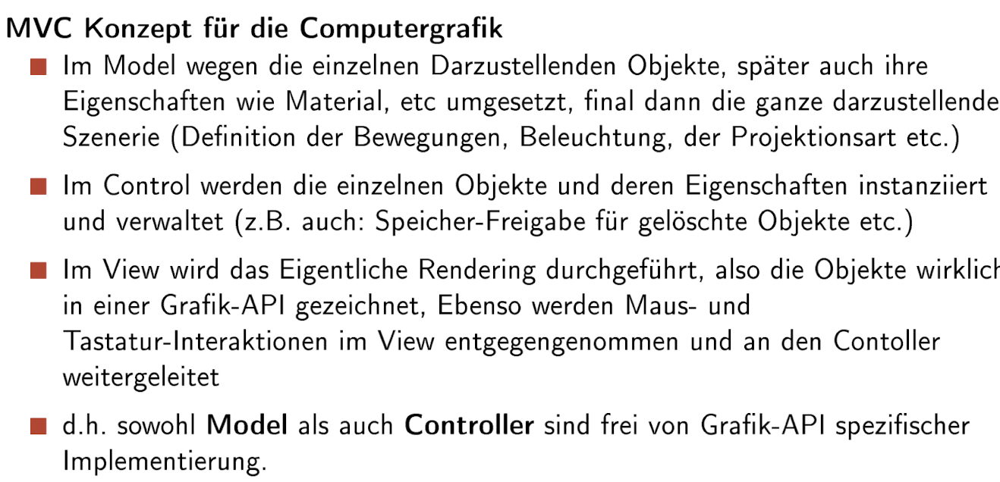 MVC Konzept für die Computergrafik
Im Model wegen die einzelnen Darzustellenden Objekte, später auch ihre
Eigenschaften wie Material, etc umgesetzt, final dann die ganze darzustellende
Szenerie (Definition der Bewegungen, Beleuchtung, der Projektionsart etc.)
Im Control werden die einzelnen Objekte und deren Eigenschaften instanziiert
und verwaltet (z.B. auch: Speicher-Freigabe für gelöschte Objekte etc.)
Im View wird das Eigentliche Rendering durchgeführt, also die Objekte wirklich
in einer Grafik-API gezeichnet, Ebenso werden Maus- und
Tastatur-Interaktionen im View entgegengenommen und an den Contoller
weitergeleitet
d.h. sowohl Model als auch Controller sind frei von Grafik-API spezifischer
Implementierung.